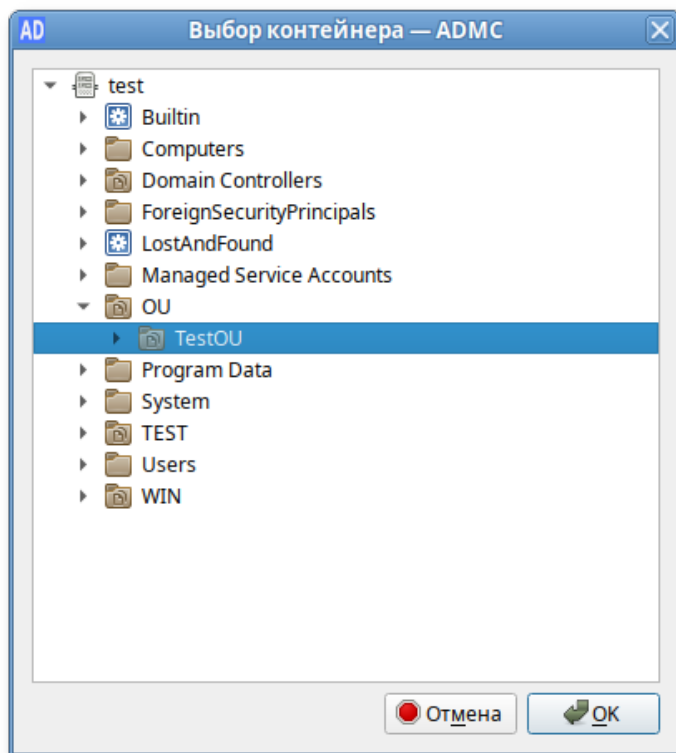 AD Выбор контейнера — ADMC
test
Builtin
Computers
Domain Controllers
ForeignSecurityPrincipals
LostAndFound
Managed Service Accounts
OU
TestOU
Program Data
System
TEST
Users
WIN
Отмена OK